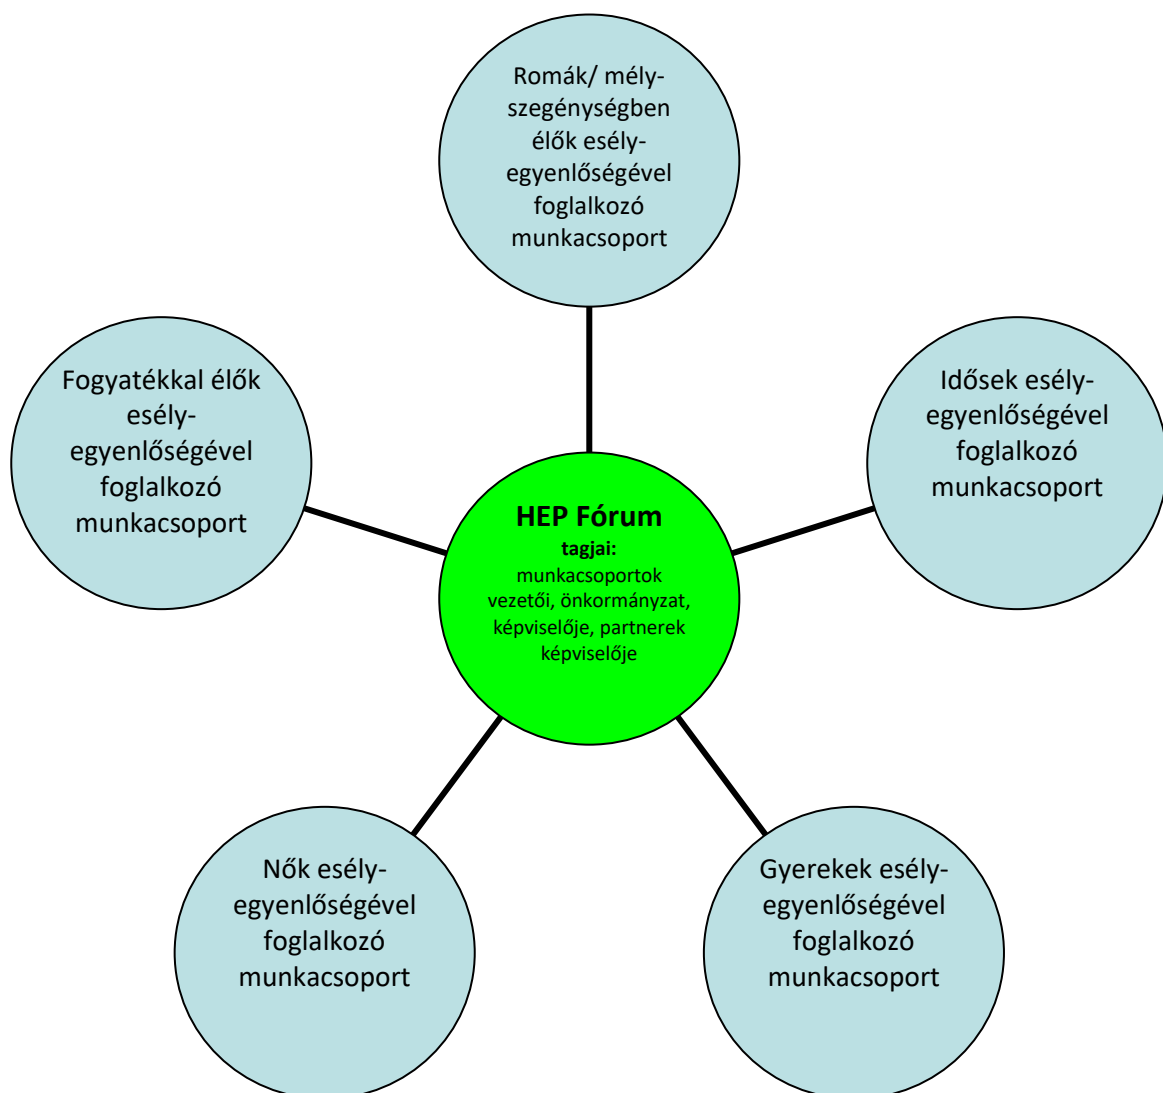 Romák/ mély-
szegénységben
élők esély-
egyenlőségével
foglalkozó
munkacsoport
Fogyatékkal élők
esély-
egyenlőségével
foglalkozó
munkacsoport
Idősek esély-
egyenlőségével
foglalkozó
munkacsoport
HEP Fórum
tagjai:
munkacsoportok
vezetői, önkormányzat,
képviselője, partnerek
képviselője
Nők esély-
egyenlőségével
foglalkozó
munkacsoport
Gyerekek esély-
egyenlőségével
foglalkozó
munkacsoport